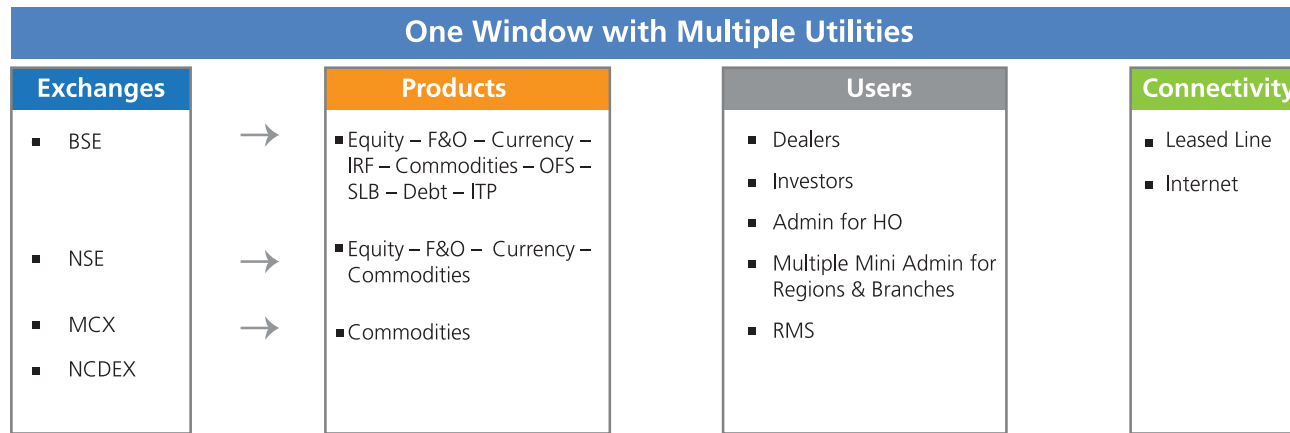 One Window with Multiple Utilities
Exchanges
▪ BSE
▪ NSE
▪ MCX
▪ NCDEX
Products
▪ Equity – F&O – Currency –
IRF – Commodities – OFS –
SLB – Debt – ITP
▪ Equity – F&O – Currency –
Commodities
▪ Commodities
Users
▪ Dealers
▪ Investors
▪ Admin for HO
▪ Multiple Mini Admin for
Regions & Branches
▪ RMS
Connectivity
▪ Leased Line
▪ Internet